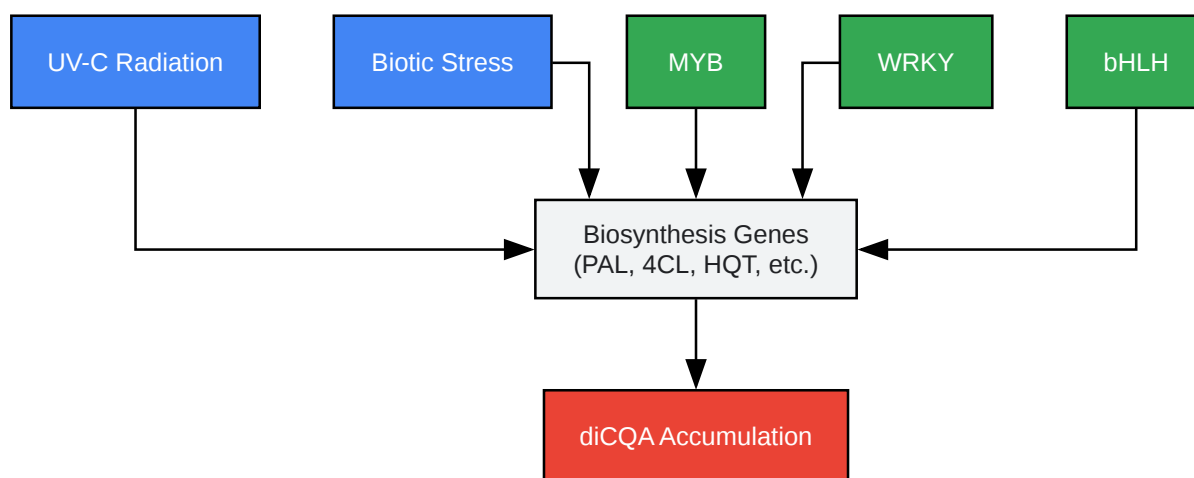 UV-C Radiation
Biotic Stress
MYB
WRKY
bHLH
Biosynthesis Genes
(PAL, 4CL, HQT, etc.)
diCQA Accumulation